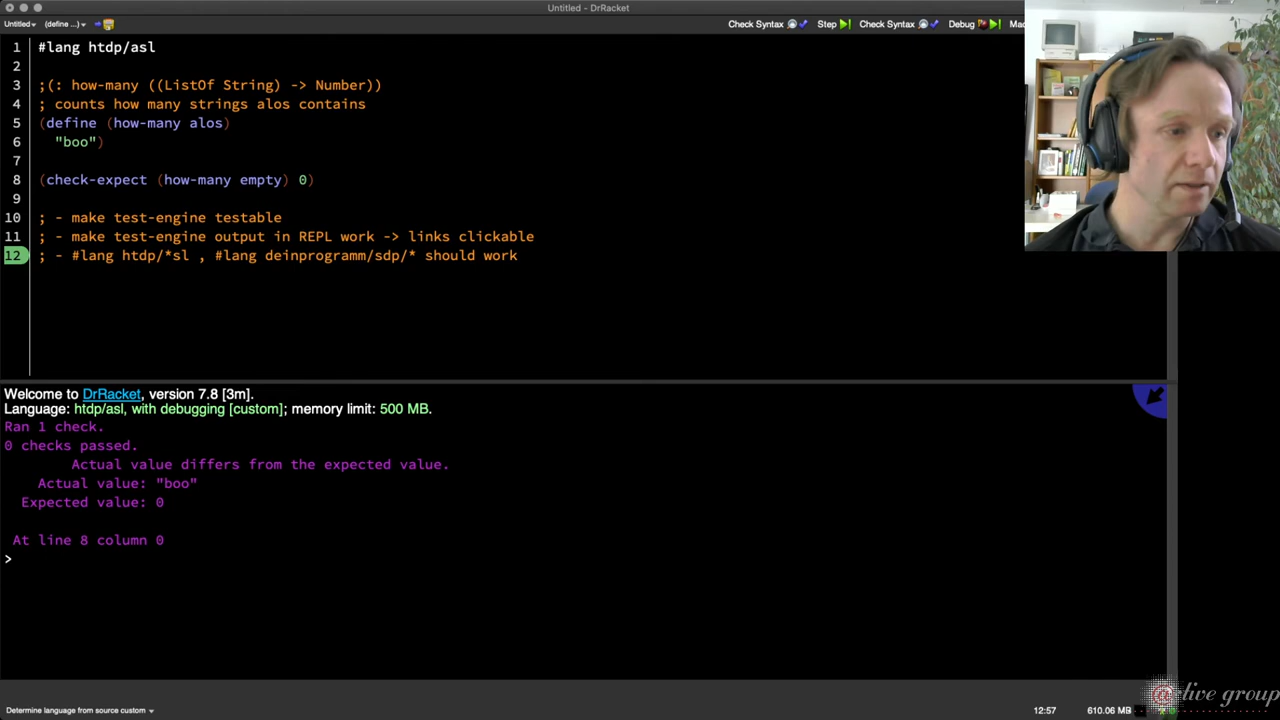 Untitled - DrRacket
Untitled (define ...) Check Syntax Step Check Syntax Debug
1 #lang htdp/asl
2
3 ;(: how-many ((ListOf String) -> Number))
4 ; counts how many strings alos contains
5 (define (how-many alos)
6 "boo")
7
8 (check-expect (how-many empty) 0)
9
10 ; - make test-engine testable
11 ; - make test-engine output in REPL work -> links clickable
12 ; - #lang htdp/*sl , #lang deinprogramm/sdp/* should work
Welcome to DrRacket, version 7.8 [3m].
Language: htdp/asl, with debugging [custom]; memory limit: 500 MB.
Ran 1 check.
0 checks passed.
Actual value differs from the expected value.
Actual value: "boo"
Expected value: 0
At line 8 column 0
>
Determine language from source custom 12:57 610.06 MB
group